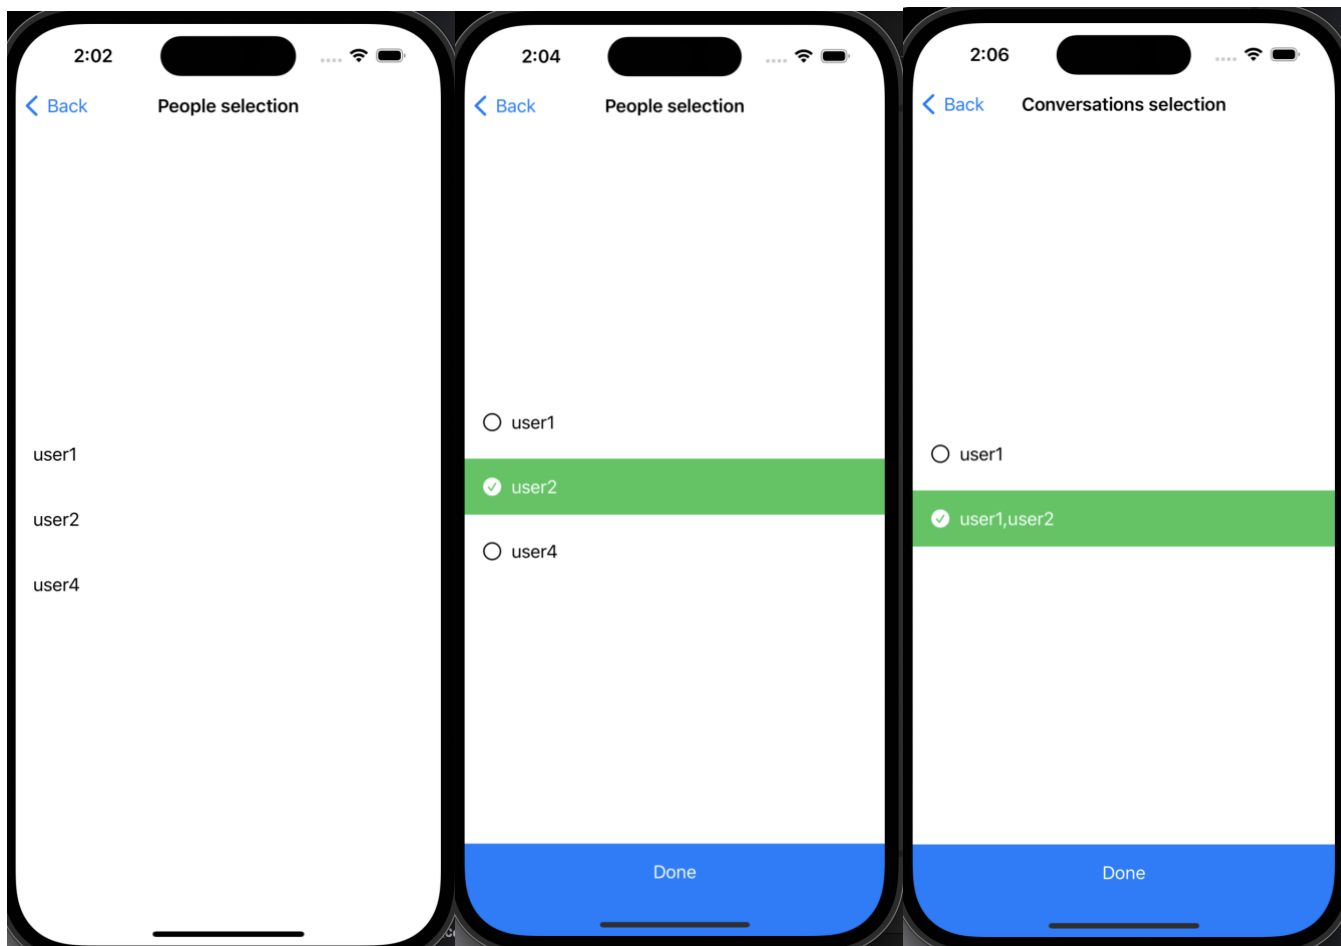 2:02
Back People selection
user1
user2
user4
2:04
Back People selection
user1
user2
user4
Done
2:06
Back Conversations selection
user1
user1,user2
Done